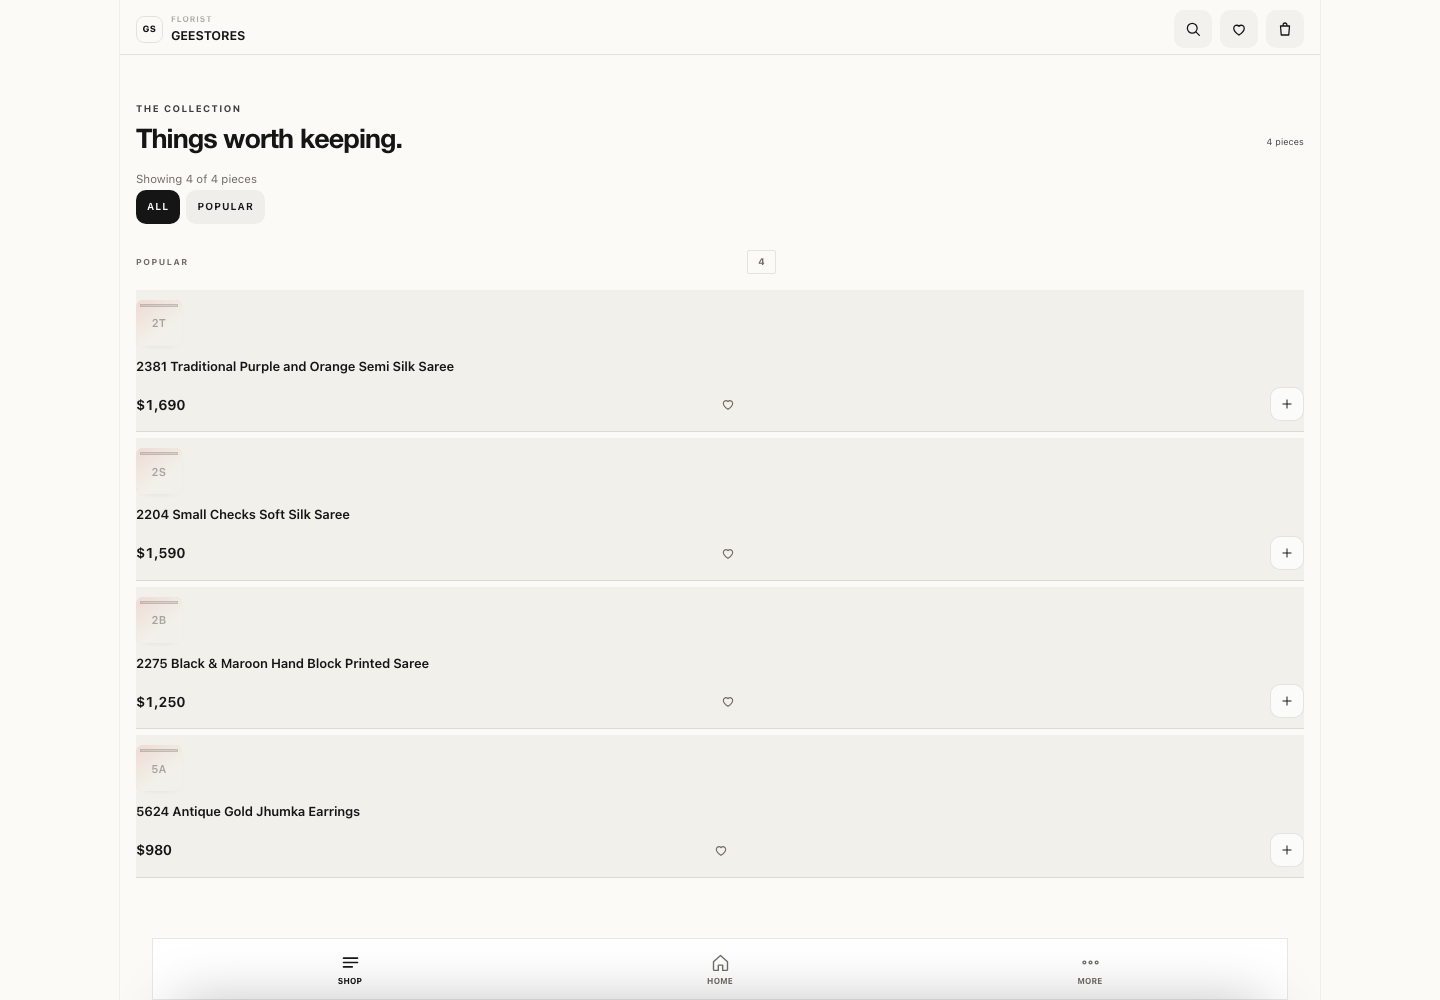 GS
FLORIST
GEESTORES
THE COLLECTION
Things worth keeping.
4 pieces
Showing 4 of 4 pieces
ALL
POPULAR
POPULAR
4
2T
2381 Traditional Purple and Orange Semi Silk Saree
$1,690
2S
2204 Small Checks Soft Silk Saree
$1,590
2B
2275 Black & Maroon Hand Block Printed Saree
$1,250
5A
5624 Antique Gold Jhumka Earrings
$980
SHOP
HOME
MORE